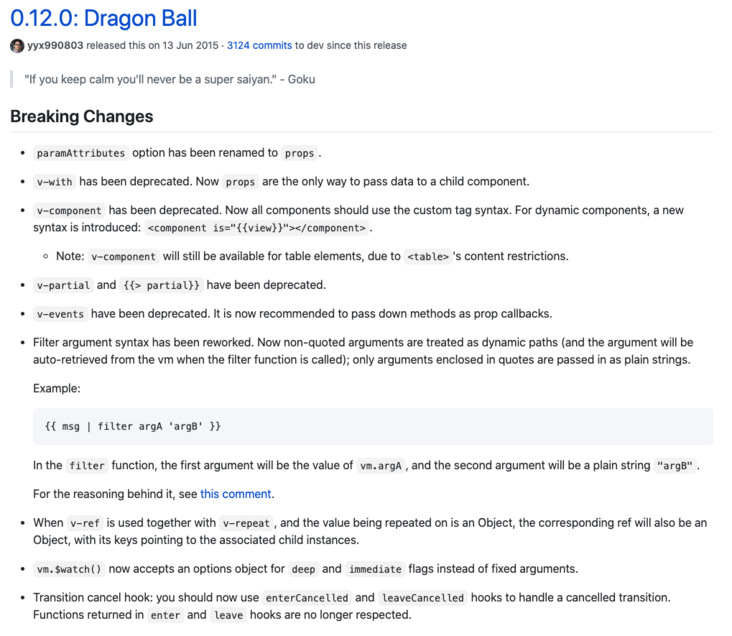 0.12.0: Dragon Ball
yyx990803 released this on 13 Jun 2015 · 3124 commits to dev since this release
"If you keep calm you'll never be a super saiyan." - Goku
Breaking Changes
• paramAttributes option has been renamed to props .
• v-with has been deprecated. Now props are the only way to pass data to a child component.
• v-component has been deprecated. Now all components should use the custom tag syntax. For dynamic components, a new
syntax is introduced: <component is="{{view}}"></component> .
◦ Note: v-component will still be available for table elements, due to <table> 's content restrictions.
• v-partial and {{> partial}} have been deprecated.
• v-events have been deprecated. It is now recommended to pass down methods as prop callbacks.
• Filter argument syntax has been reworked. Now non-quoted arguments are treated as dynamic paths (and the argument will be
auto-retrieved from the vm when the filter function is called); only arguments enclosed in quotes are passed in as plain strings.
Example:
{{ msg | filter argA 'argB' }}
In the filter function, the first argument will be the value of vm.argA , and the second argument will be a plain string "argB" .
For the reasoning behind it, see this comment.
• When v-ref is used together with v-repeat , and the value being repeated on is an Object, the corresponding ref will also be an
Object, with its keys pointing to the associated child instances.
• vm.$watch() now accepts an options object for deep and immediate flags instead of fixed arguments.
• Transition cancel hook: you should now use enterCancelled and leaveCancelled hooks to handle a cancelled transition.
Functions returned in enter and leave hooks are no longer respected.